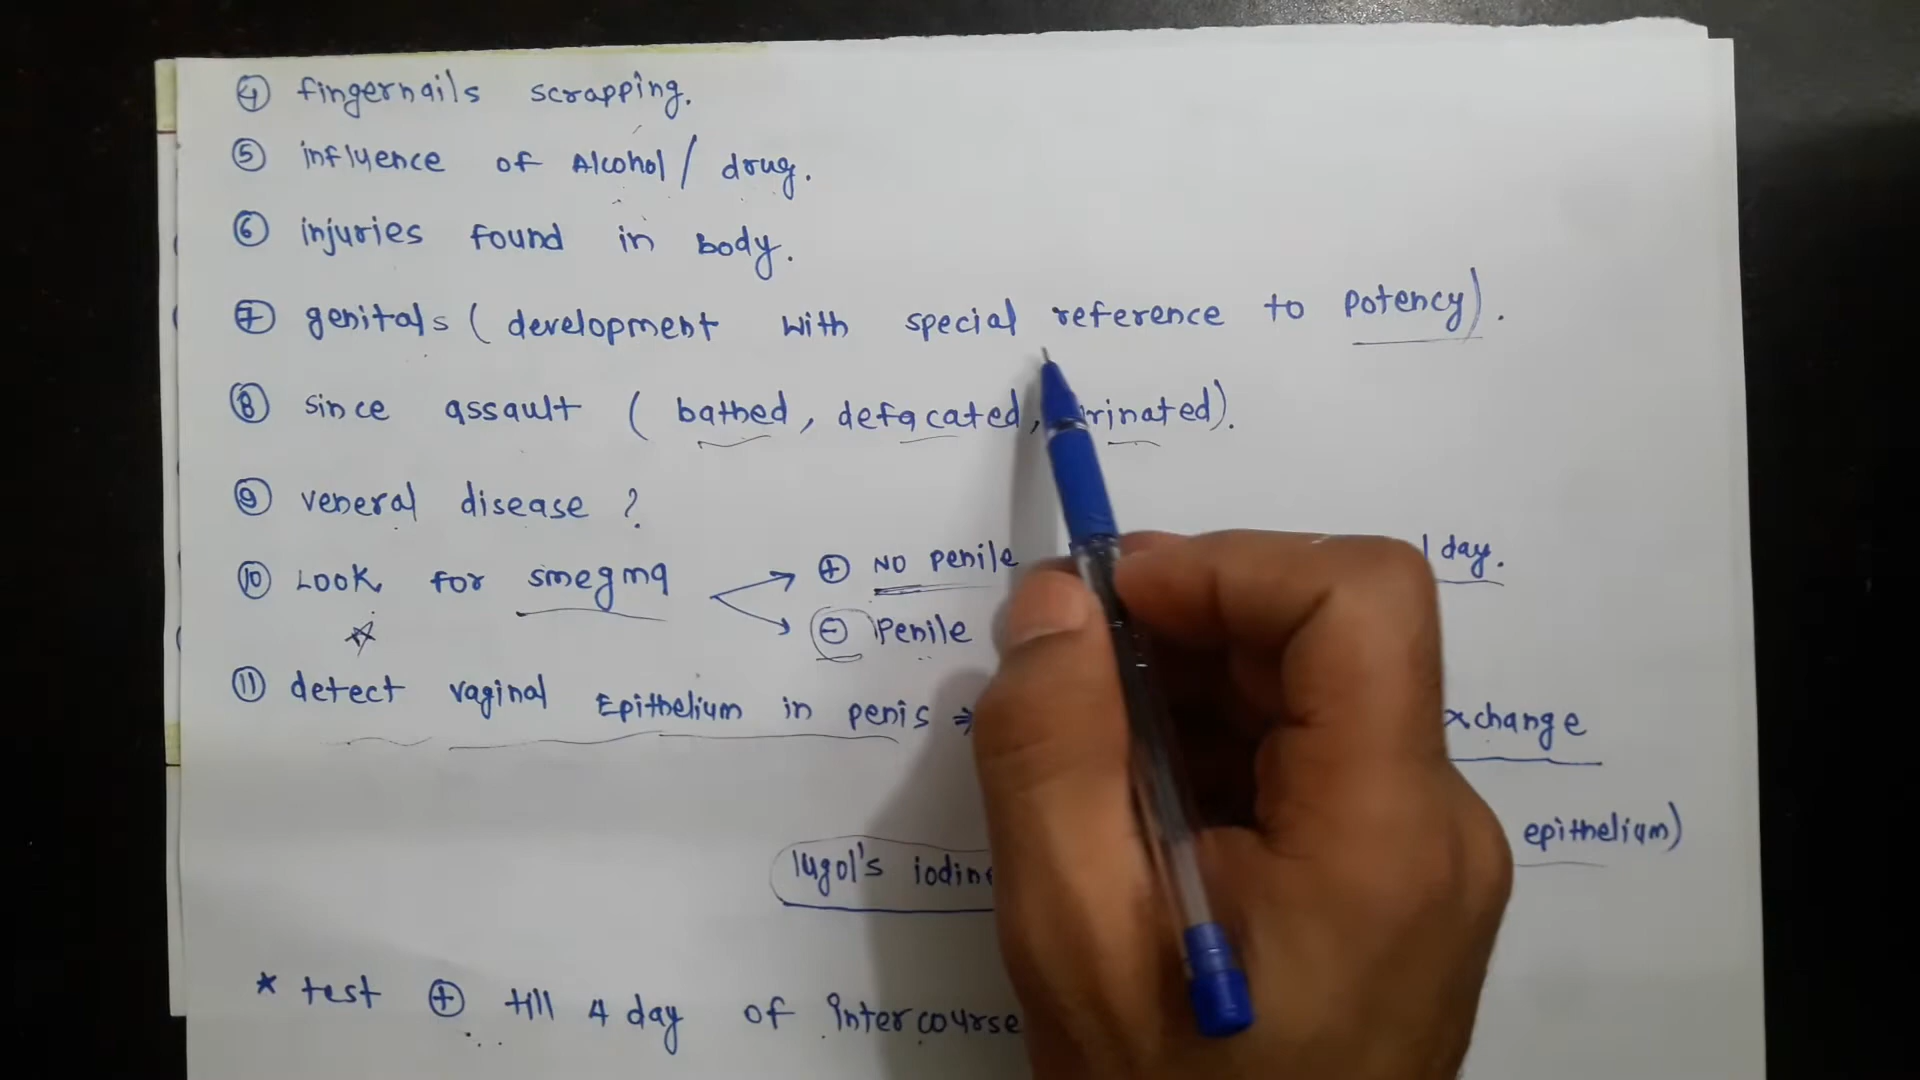 ④ fingernails scrapping.
⑤ influence of Alcohol / drug.
⑥ injuries found in body.
⑦ genitals ( development with special reference to potency).
⑧ since assault ( bathed, defacated, urinated).
⑨ veneral disease ?
⑩ LOOK for smegma
⊕ NO penile day.
⊖ Penile
⑪ detect vaginal Epithelium in penis ⇒ xchange
epithelium)
lugol's iodine
* test ⊕ till 4 day of intercourse